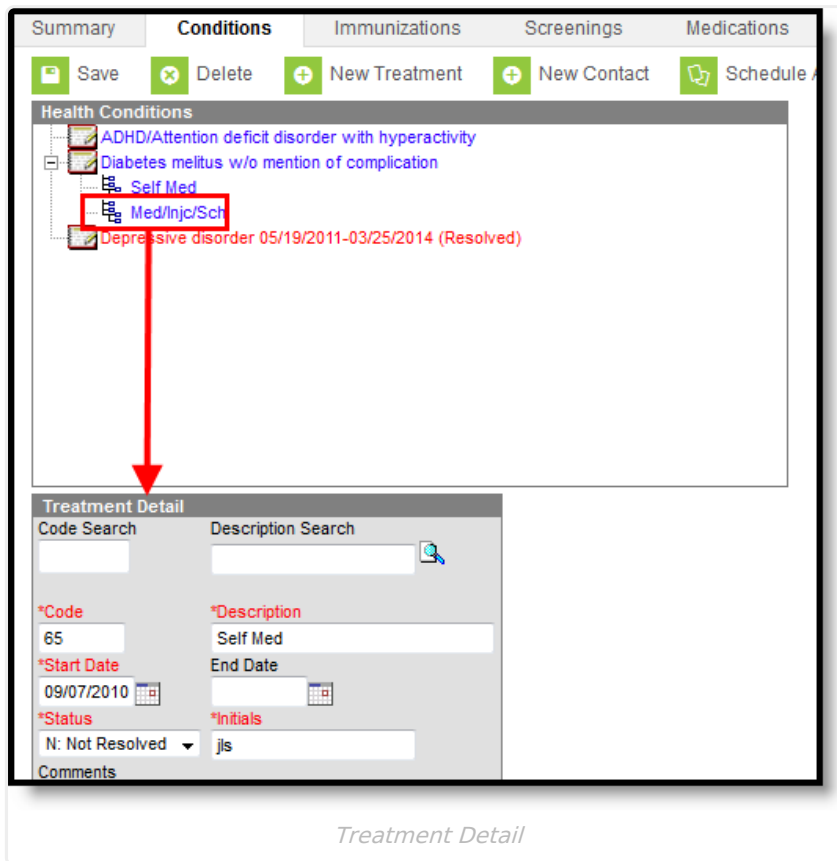 Summary Conditions Immunizations Screenings Medications
Save Delete New Treatment New Contact Schedule
Health Conditions
ADHD/Attention deficit disorder with hyperactivity
Diabetes melitus w/o mention of complication
Self Med
Med/Injc/Sch
Depressive disorder 05/19/2011-03/25/2014 (Resolved)
Treatment Detail
Code Search Description Search
*Code *Description
65 Self Med
*Start Date End Date
09/07/2010
*Status *Initials
N: Not Resolved jls
Comments
Treatment Detail